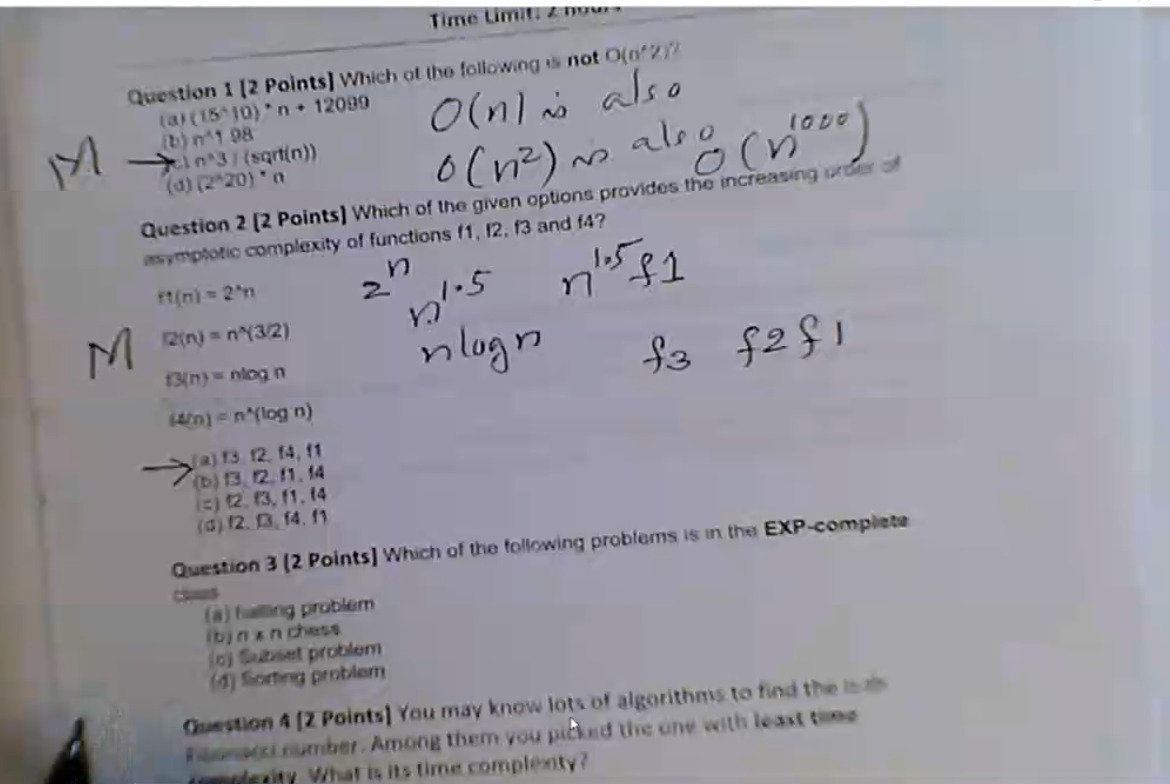 Time Limit: 2 hours
Question 1 [2 Points] Which of the following is not O(n^2)?
(a) (15^10) * n + 12099
(b) n^1.98
(c) n^3 / (sqrt(n))
(d) (2^20) * n
O(n) is also
O(n²) is also O(n^1000)
M
Question 2 [2 Points] Which of the given options provides the increasing order of
asymptotic complexity of functions f1, f2, f3 and f4?
f1(n) = 2^n
2^n
n^1.5 f1
f2(n) = n^(3/2)
n^1.5
M
f3(n) = nlog n
nlogn
f3 f2 f1
f4(n) = n^(log n)
(a) f3, f2, f4, f1
(b) f3, f2, f1, f4
(c) f2, f3, f1, f4
(d) f2, f3, f4, f1
Question 3 [2 Points] Which of the following problems is in the EXP-complete
class
(a) halting problem
(b) n x n chess
(c) Subset problem
(d) Sorting problem
Question 4 [2 Points] You may know lots of algorithms to find the
Fibonacci number. Among them you picked the one with least time
complexity. What is its time complexity?